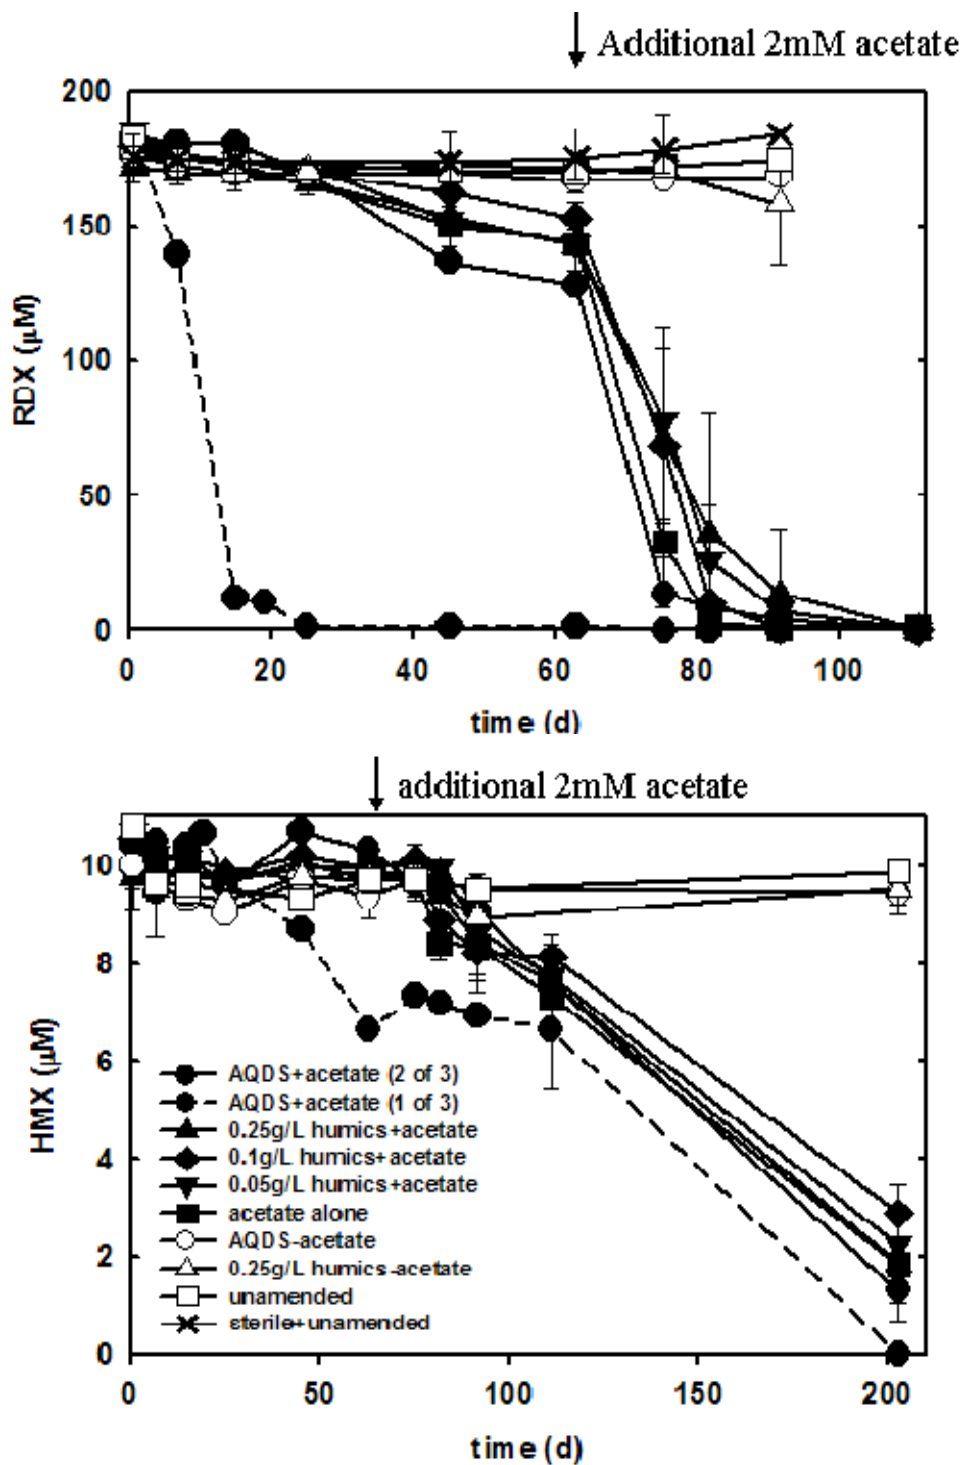 Additional 2mM acetate
200
150
100
50
0
RDX (μM)
0 20 40 60 80 100
time (d)
additional 2mM acetate
10
8
6
4
2
0
HMX (μM)
AQDS+acetate (2 of 3)
AQDS+acetate (1 of 3)
0.25g/L humics+acetate
0.1g/L humics+acetate
0.05g/L humics+acetate
acetate alone
AQDS-acetate
0.25g/L humics-acetate
unamended
sterile+unamended
0 50 100 150 200
time (d)